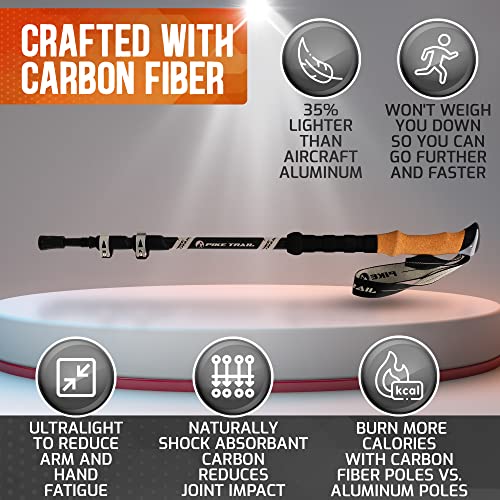 CRAFTED WITH
CARBON FIBER
35%
LIGHTER
THAN
AIRCRAFT
ALUMINUM
WON'T WEIGH
YOU DOWN
SO YOU CAN
GO FURTHER
AND FASTER
PIKE TRAIL
PIKE TRAIL
kcal
ULTRALIGHT
TO REDUCE
ARM AND
HAND
FATIGUE
NATURALLY
SHOCK ABSORBANT
CARBON
REDUCES
JOINT IMPACT
BURN MORE
CALORIES
WITH CARBON
FIBER POLES VS.
ALUMINUM POLES